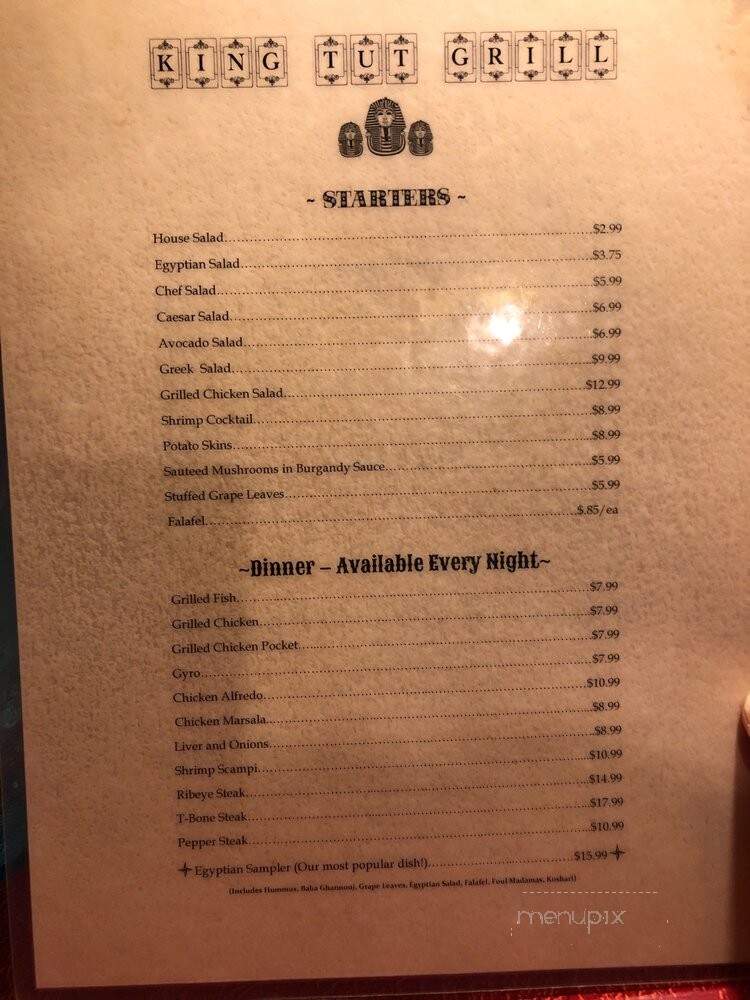 KING TUT GRILL
~ STARTERS ~
House Salad $2.99
Egyptian Salad $3.75
Chef Salad $5.99
Caesar Salad $6.99
Avocado Salad $6.99
Greek Salad $9.99
Grilled Chicken Salad $12.99
Shrimp Cocktail $8.99
Potato Skins $8.99
Sauteed Mushrooms in Burgandy Sauce $5.99
Stuffed Grape Leaves $5.99
Falafel $.85/ea
~Dinner – Available Every Night~
Grilled Fish $7.99
Grilled Chicken $7.99
Grilled Chicken Pocket $7.99
Gyro $7.99
Chicken Alfredo $10.99
Chicken Marsala $8.99
Liver and Onions $8.99
Shrimp Scampi $10.99
Ribeye Steak $14.99
T-Bone Steak $17.99
Pepper Steak $10.99
Egyptian Sampler (Our most popular dish!) $15.99
(Includes Hummus, Baba Ghannouj, Grape Leaves, Egyptian Salad, Falafel, Foul Madamas, Koshari)
menupix